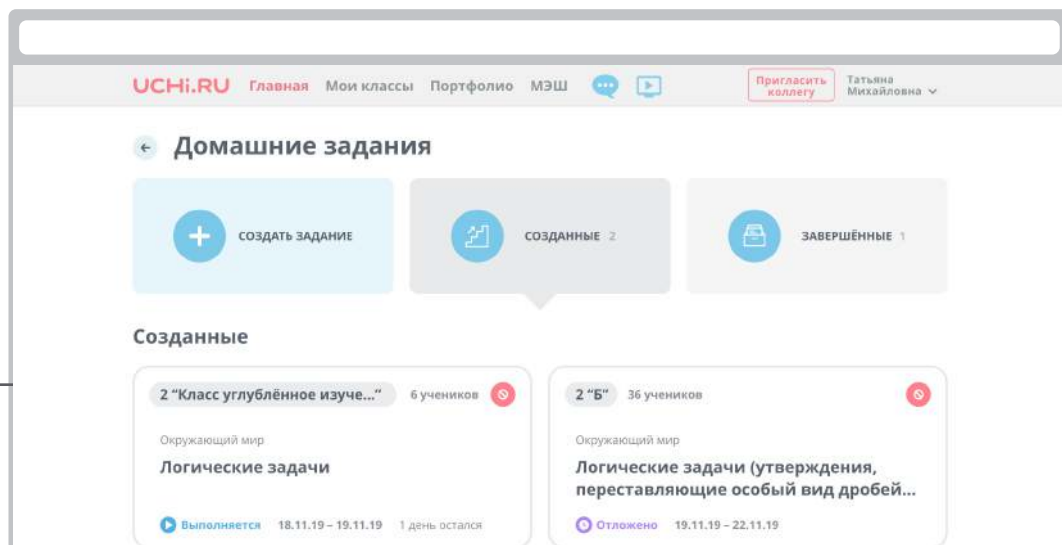 UCHi.RU Главная Мои классы Портфолио МЭШ Пригласить коллегу Татьяна Михайловна
Домашние задания
СОЗДАТЬ ЗАДАНИЕ
СОЗДАННЫЕ 2
ЗАВЕРШЁННЫЕ 1
Созданные
2 “Класс углублённое изуче...” 6 учеников
Окружающий мир
Логические задачи
Выполняется 18.11.19 – 19.11.19 1 день остался
2 “Б” 36 учеников
Окружающий мир
Логические задачи (утверждения,
переставляющие особый вид дробей...
Отложено 19.11.19 – 22.11.19